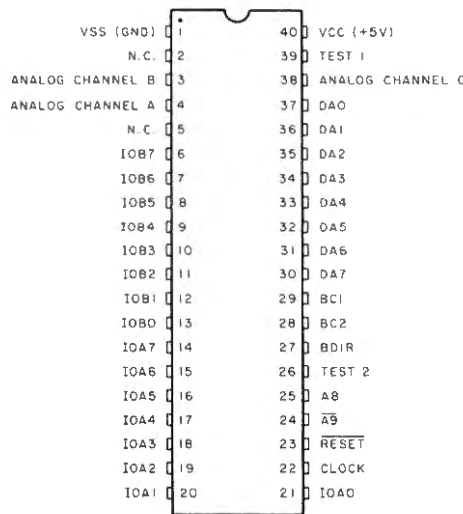 VSS (GND) 1 40 VCC (+5V)
N.C. 2 39 TEST 1
ANALOG CHANNEL B 3 38 ANALOG CHANNEL C
ANALOG CHANNEL A 4 37 DA0
N.C. 5 36 DA1
IOB7 6 35 DA2
IOB6 7 34 DA3
IOB5 8 33 DA4
IOB4 9 32 DA5
IOB3 10 31 DA6
IOB2 11 30 DA7
IOB1 12 29 BC1
IOB0 13 28 BC2
IOA7 14 27 BDIR
IOA6 15 26 TEST 2
IOA5 16 25 A8
IOA4 17 24 A̅9̅
IOA3 18 23 R̅E̅S̅E̅T̅
IOA2 19 22 CLOCK
IOA1 20 21 IOA0